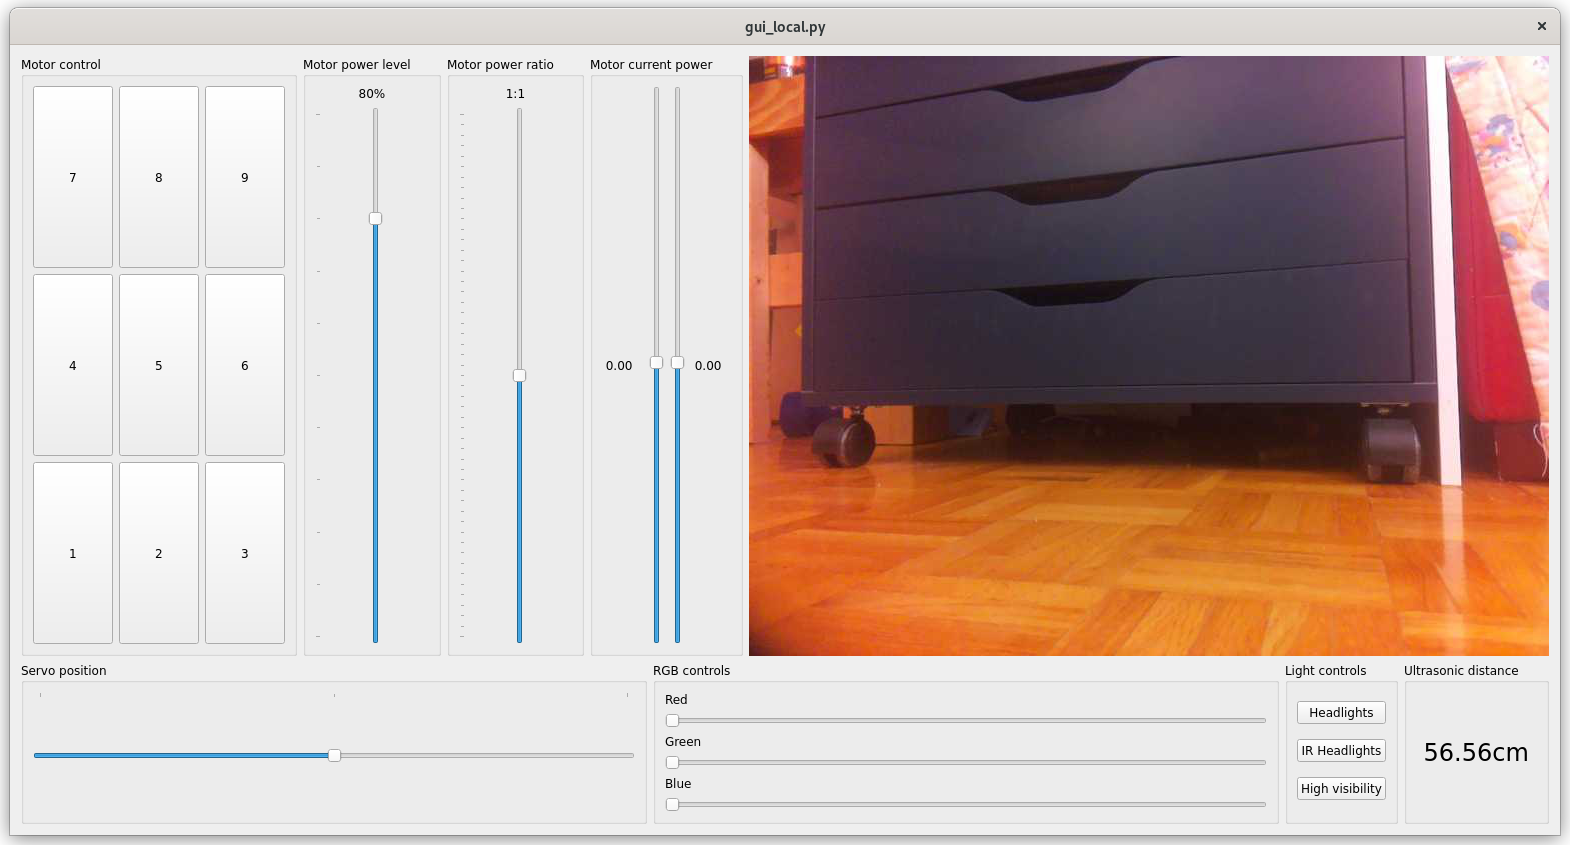 gui_local.py
Motor control
Motor power level
Motor power ratio
Motor current power
80%
1:1
7
8
9
4
5
6
0.00
0.00
1
2
3
Servo position
RGB controls
Light controls
Ultrasonic distance
Red
Green
Blue
Headlights
IR Headlights
High visibility
56.56cm